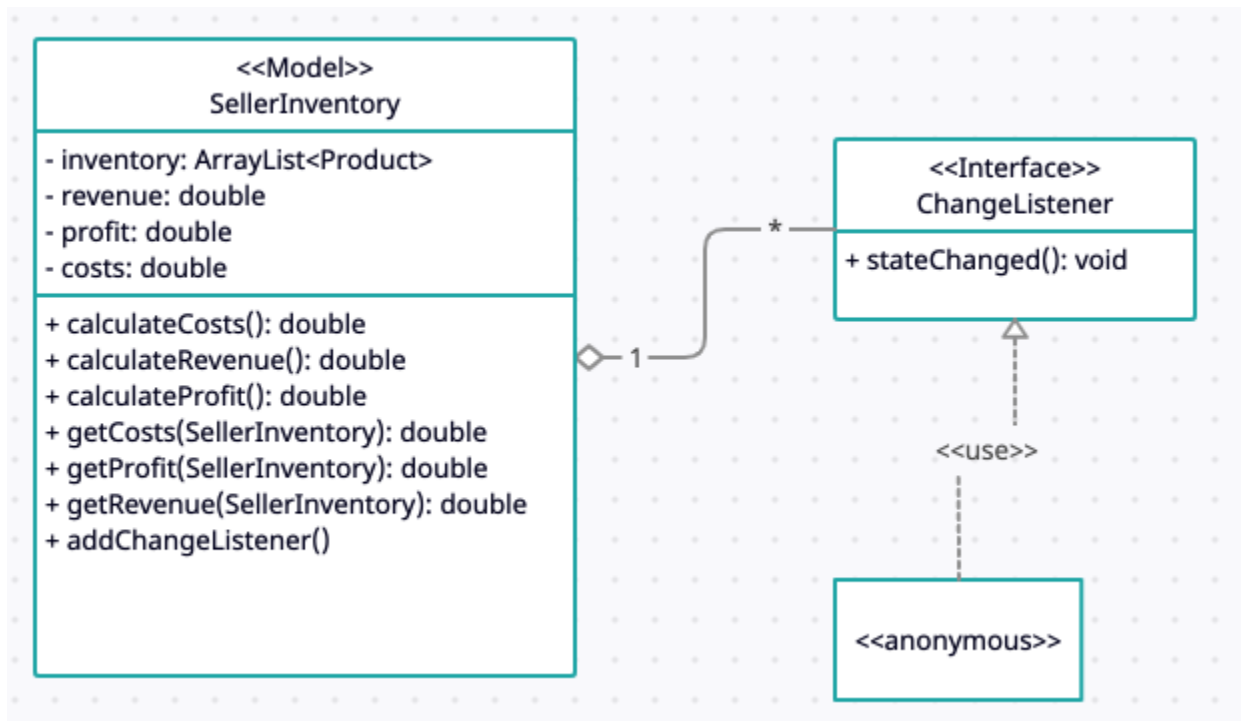 <<Model>>
SellerInventory
- inventory: ArrayList<Product>
- revenue: double
- profit: double
- costs: double
+ calculateCosts(): double
+ calculateRevenue(): double
+ calculateProfit(): double
+ getCosts(SellerInventory): double
+ getProfit(SellerInventory): double
+ getRevenue(SellerInventory): double
+ addChangeListener()
1
*
<<Interface>>
ChangeListener
+ stateChanged(): void
<<use>>
<<anonymous>>